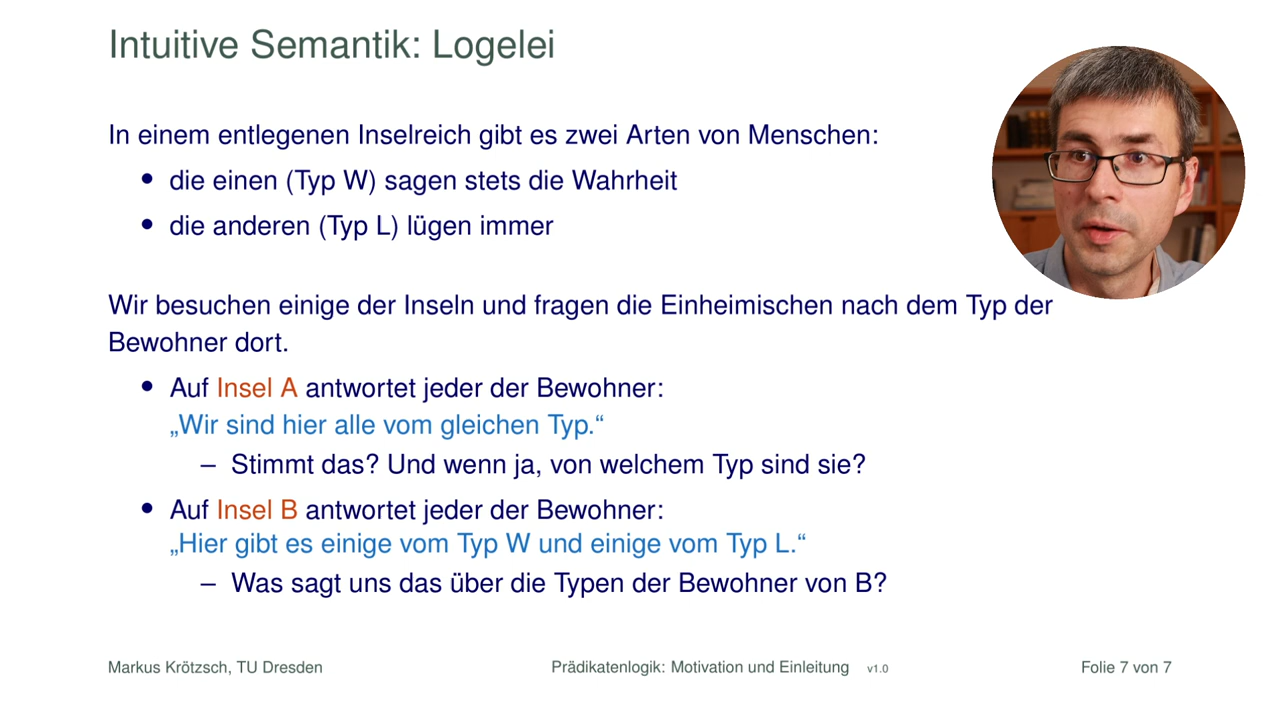 Intuitive Semantik: Logelei
In einem entlegenen Inselreich gibt es zwei Arten von Menschen:
• die einen (Typ W) sagen stets die Wahrheit
• die anderen (Typ L) lügen immer
Wir besuchen einige der Inseln und fragen die Einheimischen nach dem Typ der
Bewohner dort.
• Auf Insel A antwortet jeder der Bewohner:
„Wir sind hier alle vom gleichen Typ.“
– Stimmt das? Und wenn ja, von welchem Typ sind sie?
• Auf Insel B antwortet jeder der Bewohner:
„Hier gibt es einige vom Typ W und einige vom Typ L.“
– Was sagt uns das über die Typen der Bewohner von B?
Markus Krötzsch, TU Dresden Prädikatenlogik: Motivation und Einleitung v1.0 Folie 7 von 7